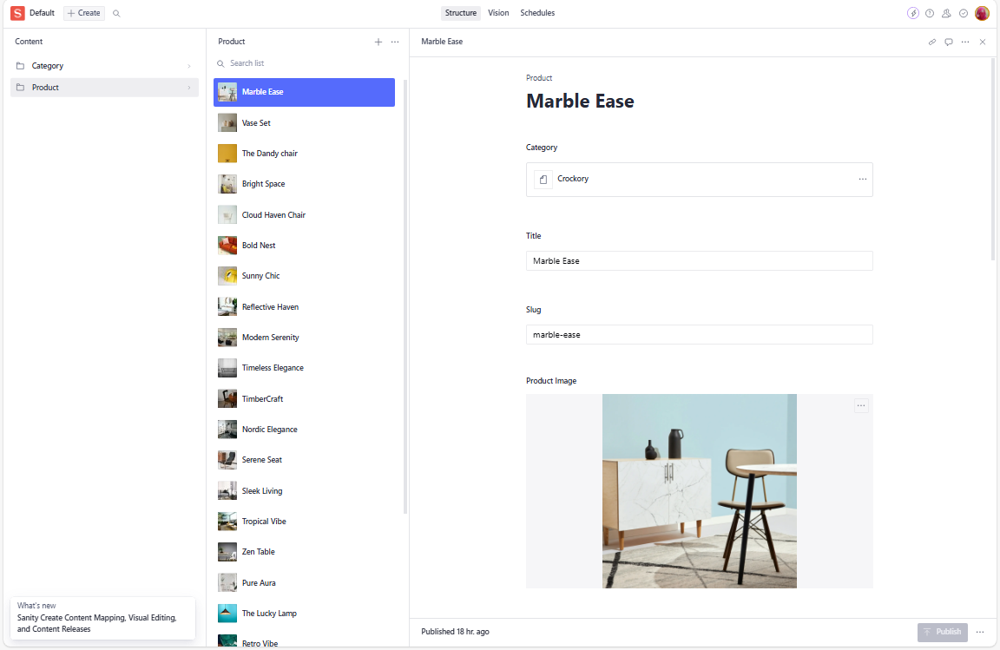 S Default + Create Structure Vision Schedules
Content
Category
Product
What's new
Sanity Create Content Mapping, Visual Editing,
and Content Releases
Product
Search list
Marble Ease
Vase Set
The Dandy chair
Bright Space
Cloud Haven Chair
Bold Nest
Sunny Chic
Reflective Haven
Modern Serenity
Timeless Elegance
TimberCraft
Nordic Elegance
Serene Seat
Sleek Living
Tropical Vibe
Zen Table
Pure Aura
The Lucky Lamp
Retro Vibe
Marble Ease
Product
Marble Ease
Category
Crockory
Title
Marble Ease
Slug
marble-ease
Product Image
Published 18 hr. ago
Publish